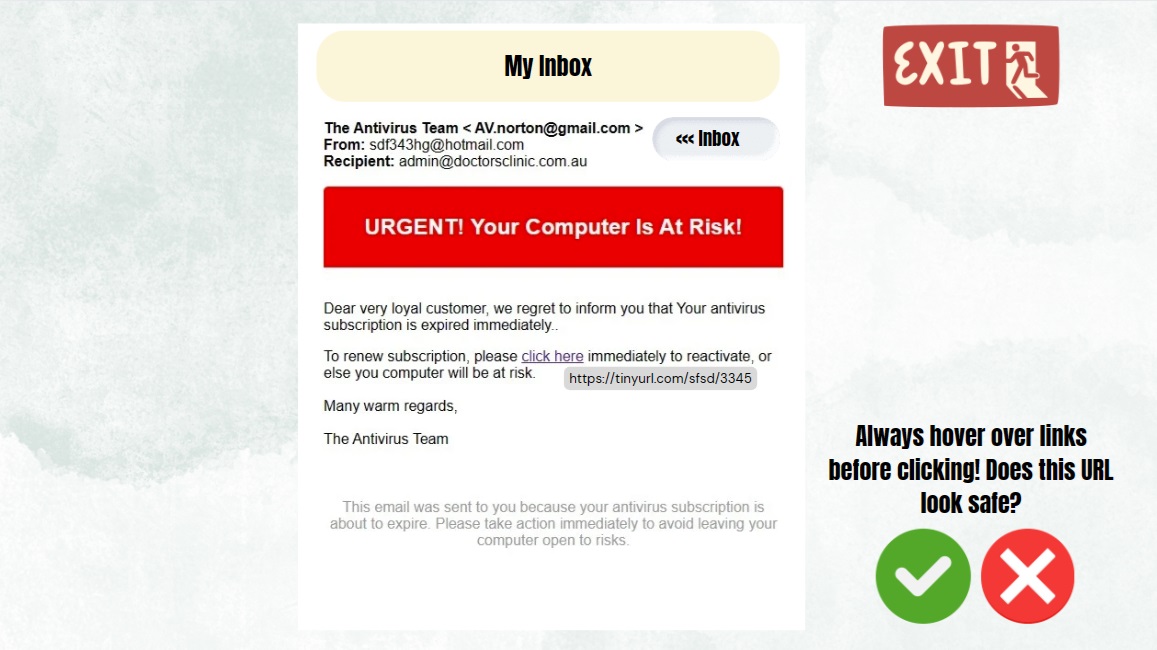 My Inbox
EXIT
The Antivirus Team < AV.norton@gmail.com >
<<< Inbox
From: sdf343hg@hotmail.com
Recipient: admin@doctorsclinic.com.au
URGENT! Your Computer Is At Risk!
Dear very loyal customer, we regret to inform you that Your antivirus
subscription is expired immediately..
To renew subscription, please click here immediately to reactivate, or
else you computer will be at risk.
https://tinyurl.com/sfsd/3345
Many warm regards,
The Antivirus Team
This email was sent to you because your antivirus subscription is
about to expire. Please take action immediately to avoid leaving your
computer open to risks.
Always hover over links
before clicking! Does this URL
look safe?